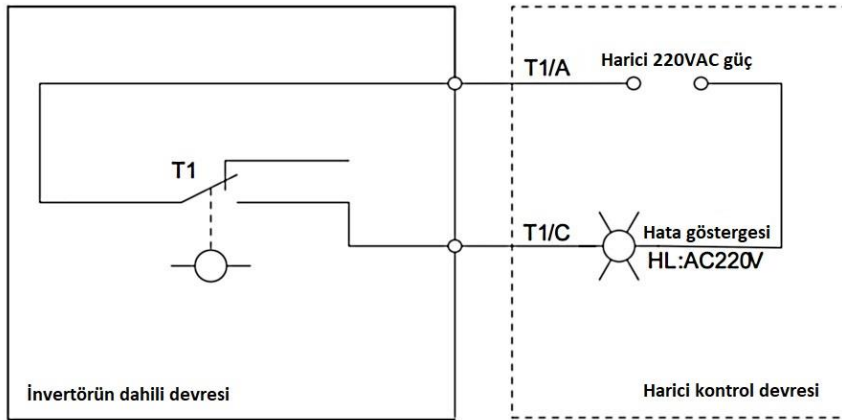 T1/A
Harici 220VAC güç
T1
T1/C
Hata göstergesi
HL:AC220V
İnvertörün dahili devresi
Harici kontrol devresi